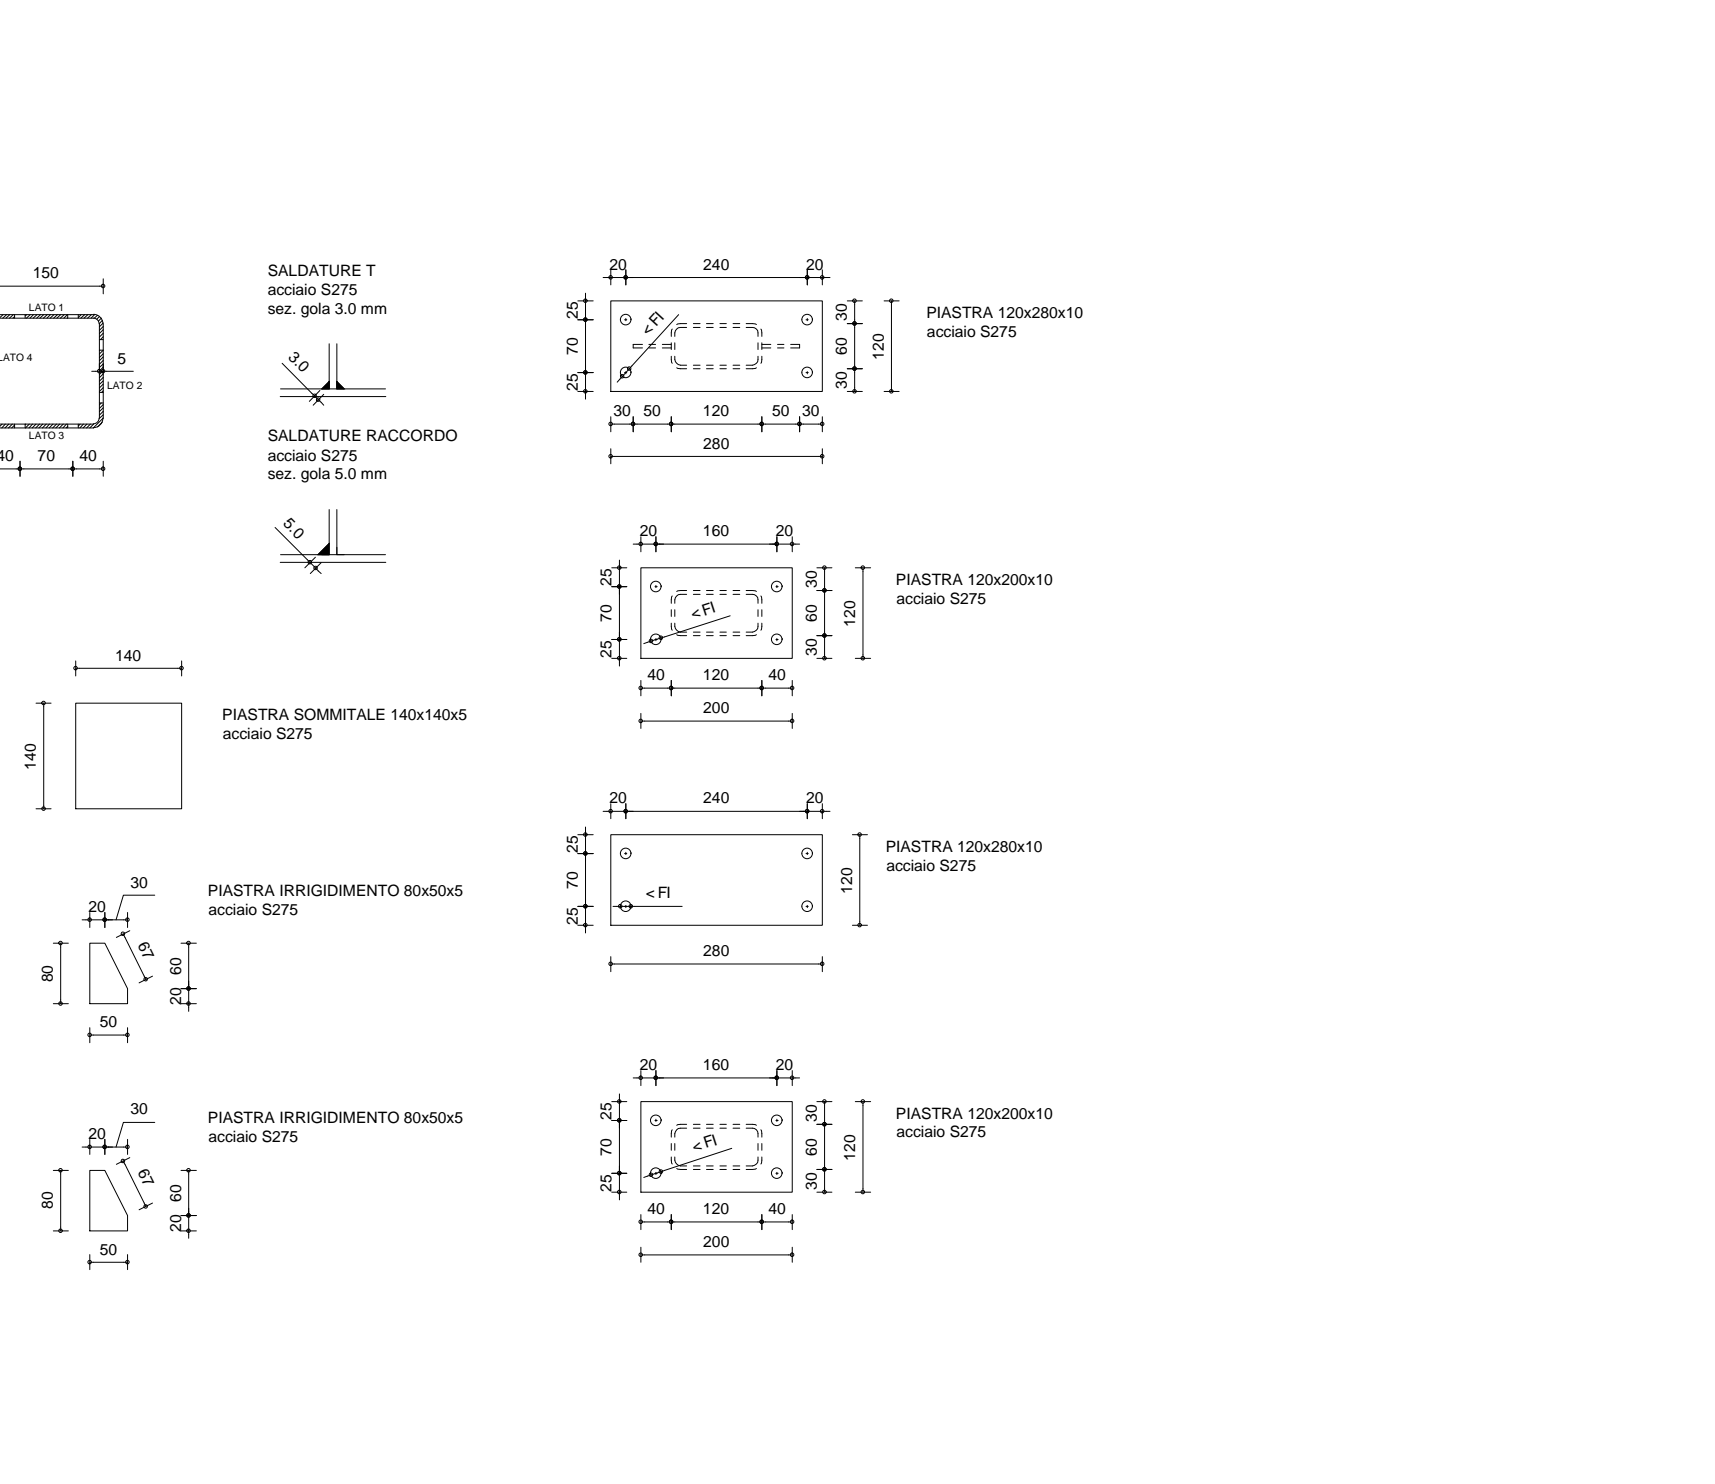 150
LATO 1
LATO 4
5
LATO 2
LATO 3
40
70
40
SALDATURE T
acciaio S275
sez. gola 3.0 mm
3.0
SALDATURE RACCORDO
acciaio S275
sez. gola 5.0 mm
5.0
140
140
PIASTRA SOMMITALE 140x140x5
acciaio S275
30
20
67
80
60
20
50
PIASTRA IRRIGIDIMENTO 80x50x5
acciaio S275
30
20
67
80
60
20
50
PIASTRA IRRIGIDIMENTO 80x50x5
acciaio S275
20
240
20
25
70
25
< FI
30
60
30
120
30
50
120
50
30
280
PIASTRA 120x280x10
acciaio S275
20
160
20
25
70
25
< FI
30
60
30
120
40
120
40
200
PIASTRA 120x200x10
acciaio S275
20
240
20
25
70
25
< FI
120
280
PIASTRA 120x280x10
acciaio S275
20
160
20
25
70
25
< FI
30
60
30
120
40
120
40
200
PIASTRA 120x200x10
acciaio S275